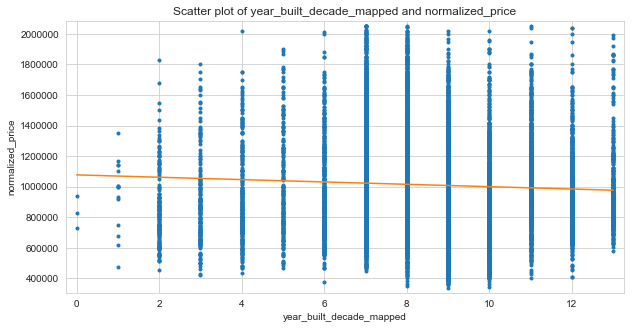 Scatter plot of year_built_decade_mapped and normalized_price
2000000
1800000
1600000
1400000
1200000
1000000
800000
600000
400000
normalized_price
0 2 4 6 8 10 12
year_built_decade_mapped